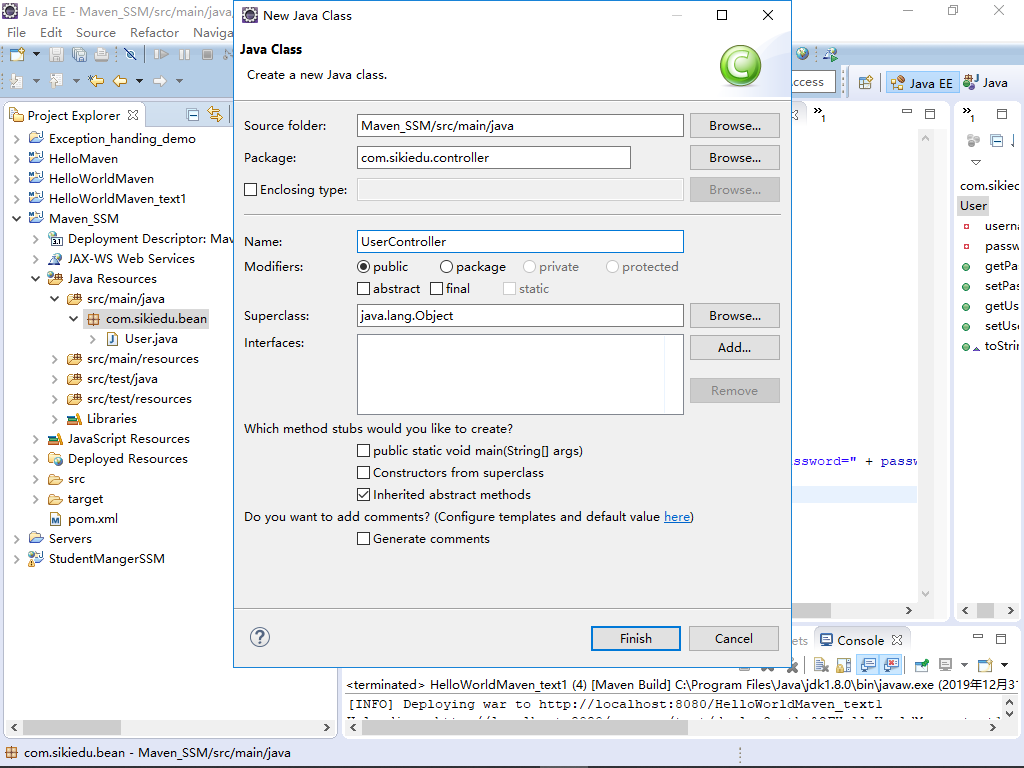 Java EE - Maven_SSM/src/main/java
New Java Class
File Edit Source Refactor Naviga
Java Class
Create a new Java class.
ccess
Java EE
Java
Project Explorer
Exception_handing_demo
HelloMaven
HelloWorldMaven
HelloWorldMaven_text1
Maven_SSM
Deployment Descriptor: Mav
JAX-WS Web Services
Java Resources
src/main/java
com.sikiedu.bean
User.java
src/main/resources
src/test/java
src/test/resources
Libraries
JavaScript Resources
Deployed Resources
src
target
pom.xml
Servers
StudentMangerSSM
Source folder: Maven_SSM/src/main/java Browse...
Package: com.sikiedu.controller Browse...
Enclosing type: Browse...
Name: UserController
Modifiers: public package private protected
abstract final static
Superclass: java.lang.Object Browse...
Interfaces: Add...
Remove
Which method stubs would you like to create?
public static void main(String[] args)
Constructors from superclass
Inherited abstract methods
Do you want to add comments? (Configure templates and default value here)
Generate comments
Finish Cancel
1
1
com.sikiec
User
userna
passw
getPa
setPas
getUs
setUse
toStrin
ssword=" + passw
ets
Console
<terminated> HelloWorldMaven_text1 (4) [Maven Build] C:\Program Files\Java\jdk1.8.0\bin\javaw.exe (2019年12月31
[INFO] Deploying war to http://localhost:8080/HelloWorldMaven_text1
com.sikiedu.bean - Maven_SSM/src/main/java